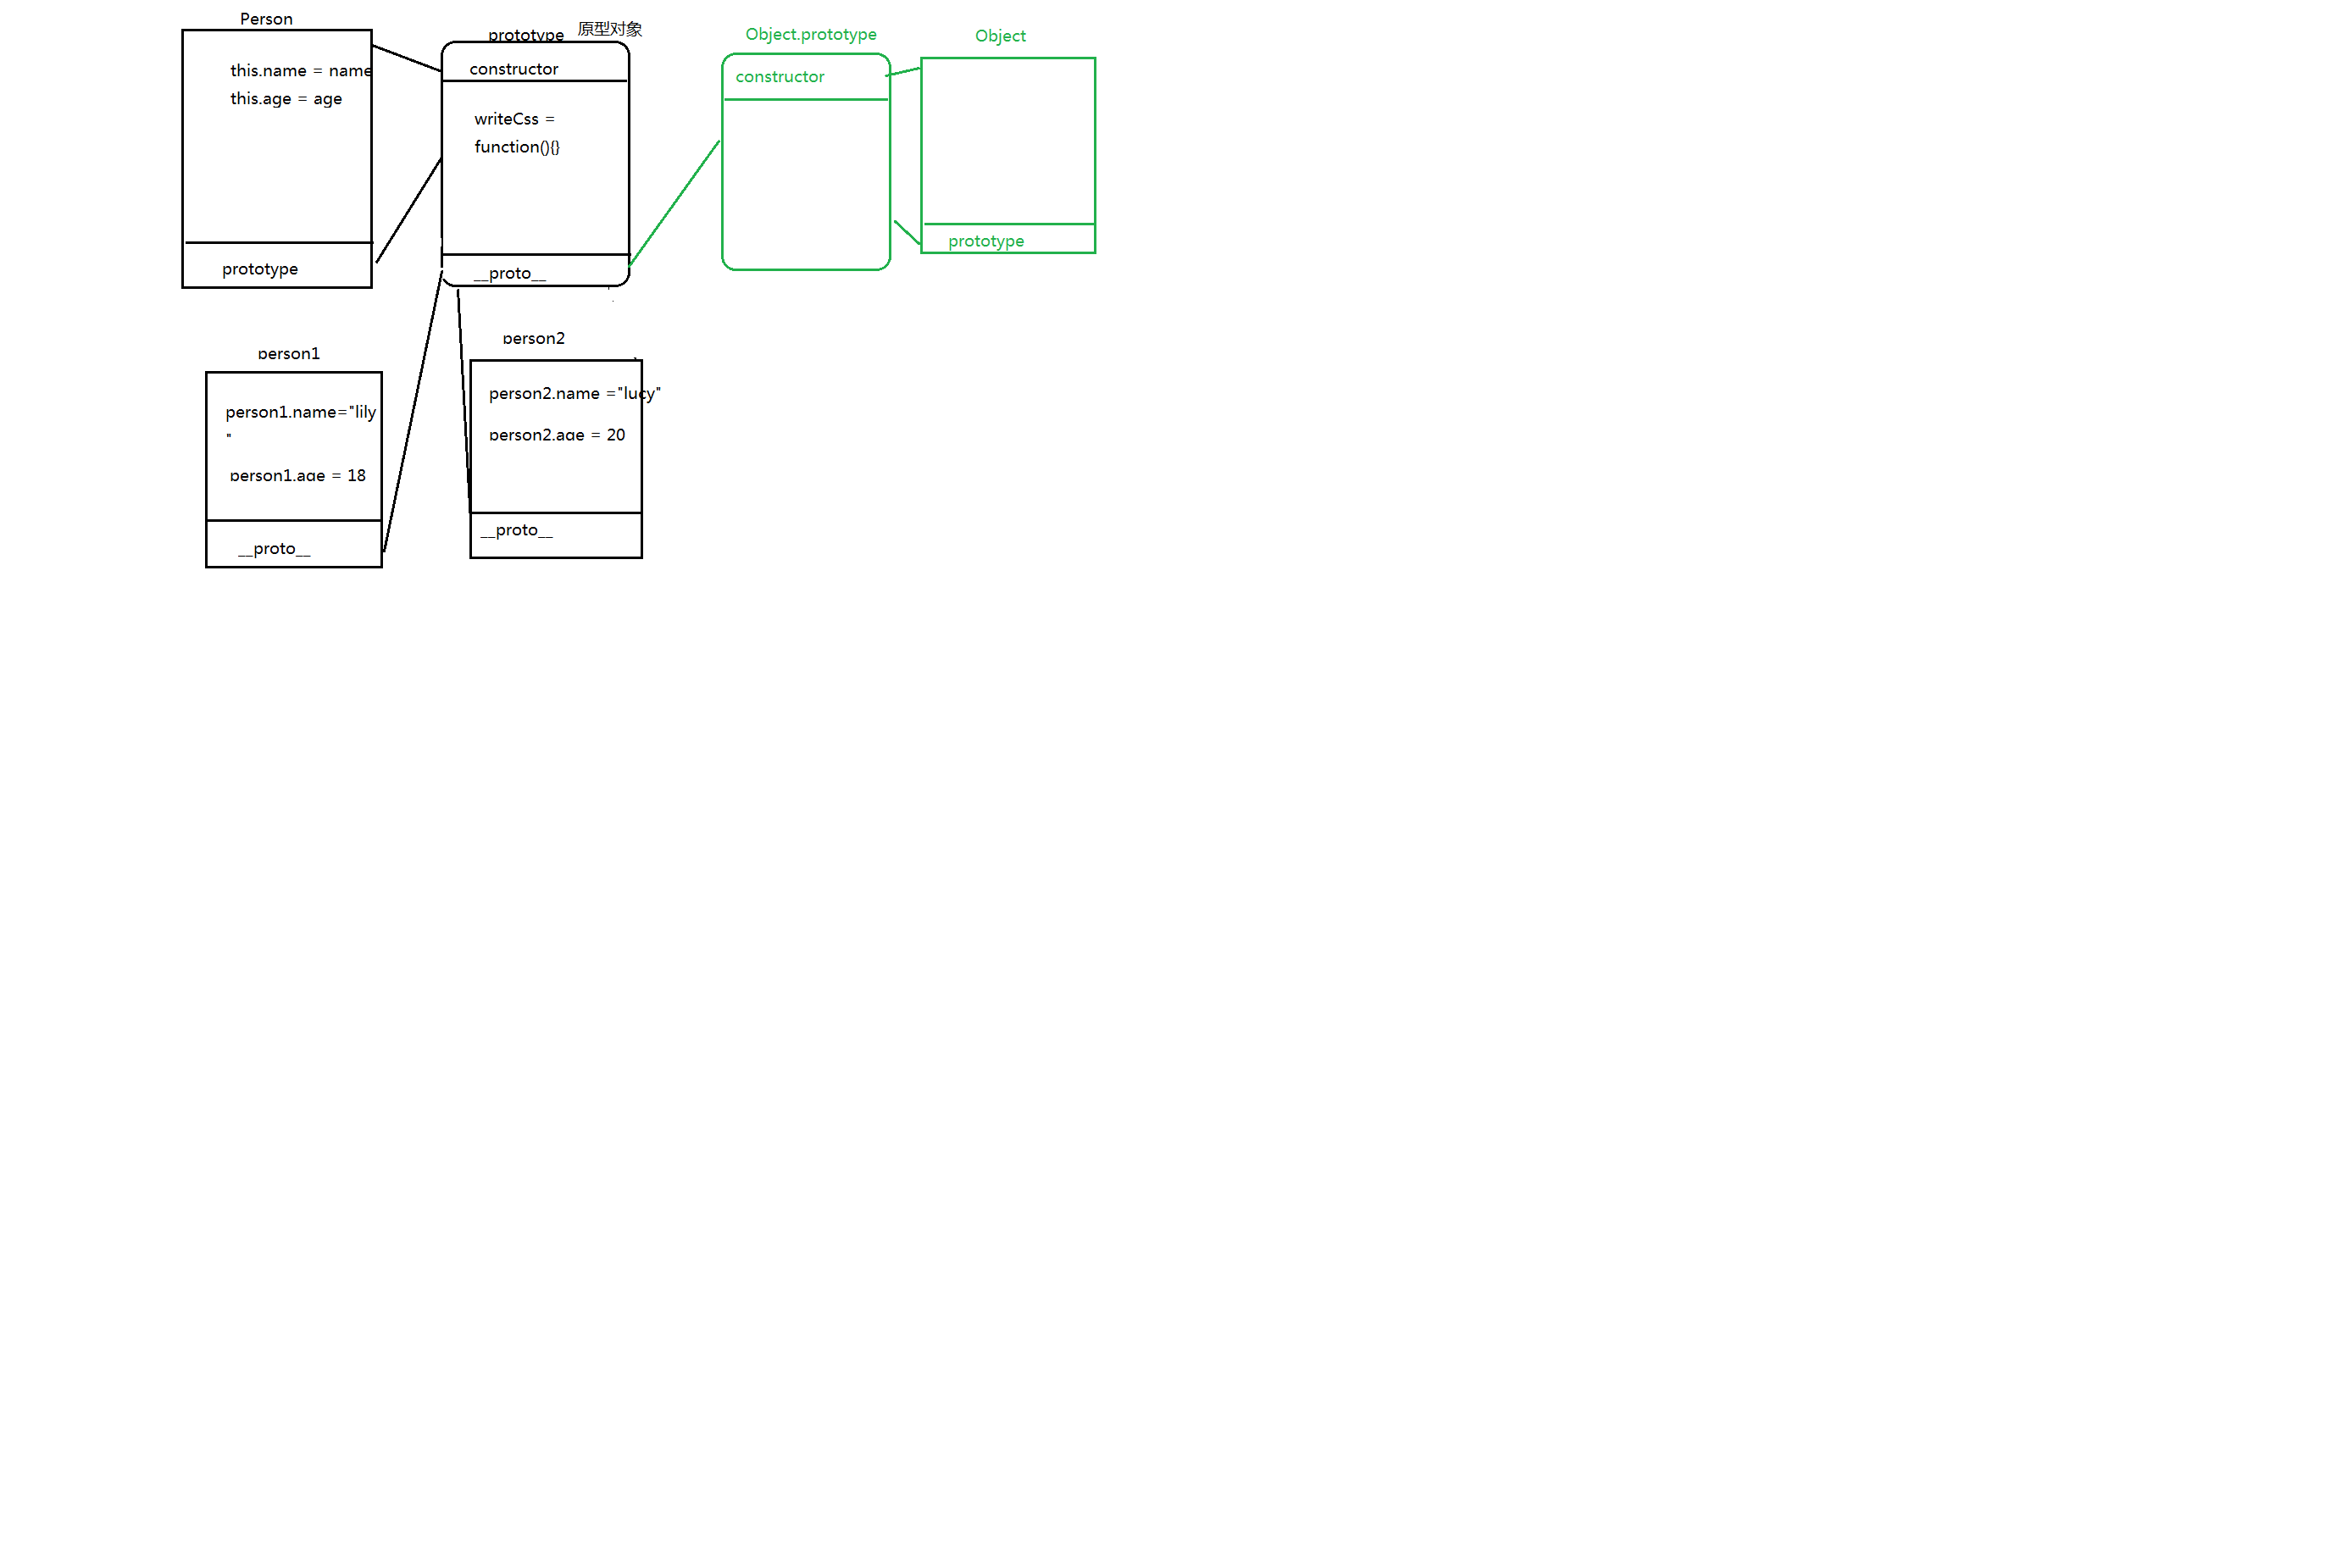 Person
this.name = name
this.age = age
prototype
prototype 原型对象
constructor
writeCss =
function(){}
__proto__
Object.prototype
constructor
Object
prototype
person1
person1.name="lily
"
person1.age = 18
__proto__
person2
person2.name ="lucy"
person2.age = 20
__proto__